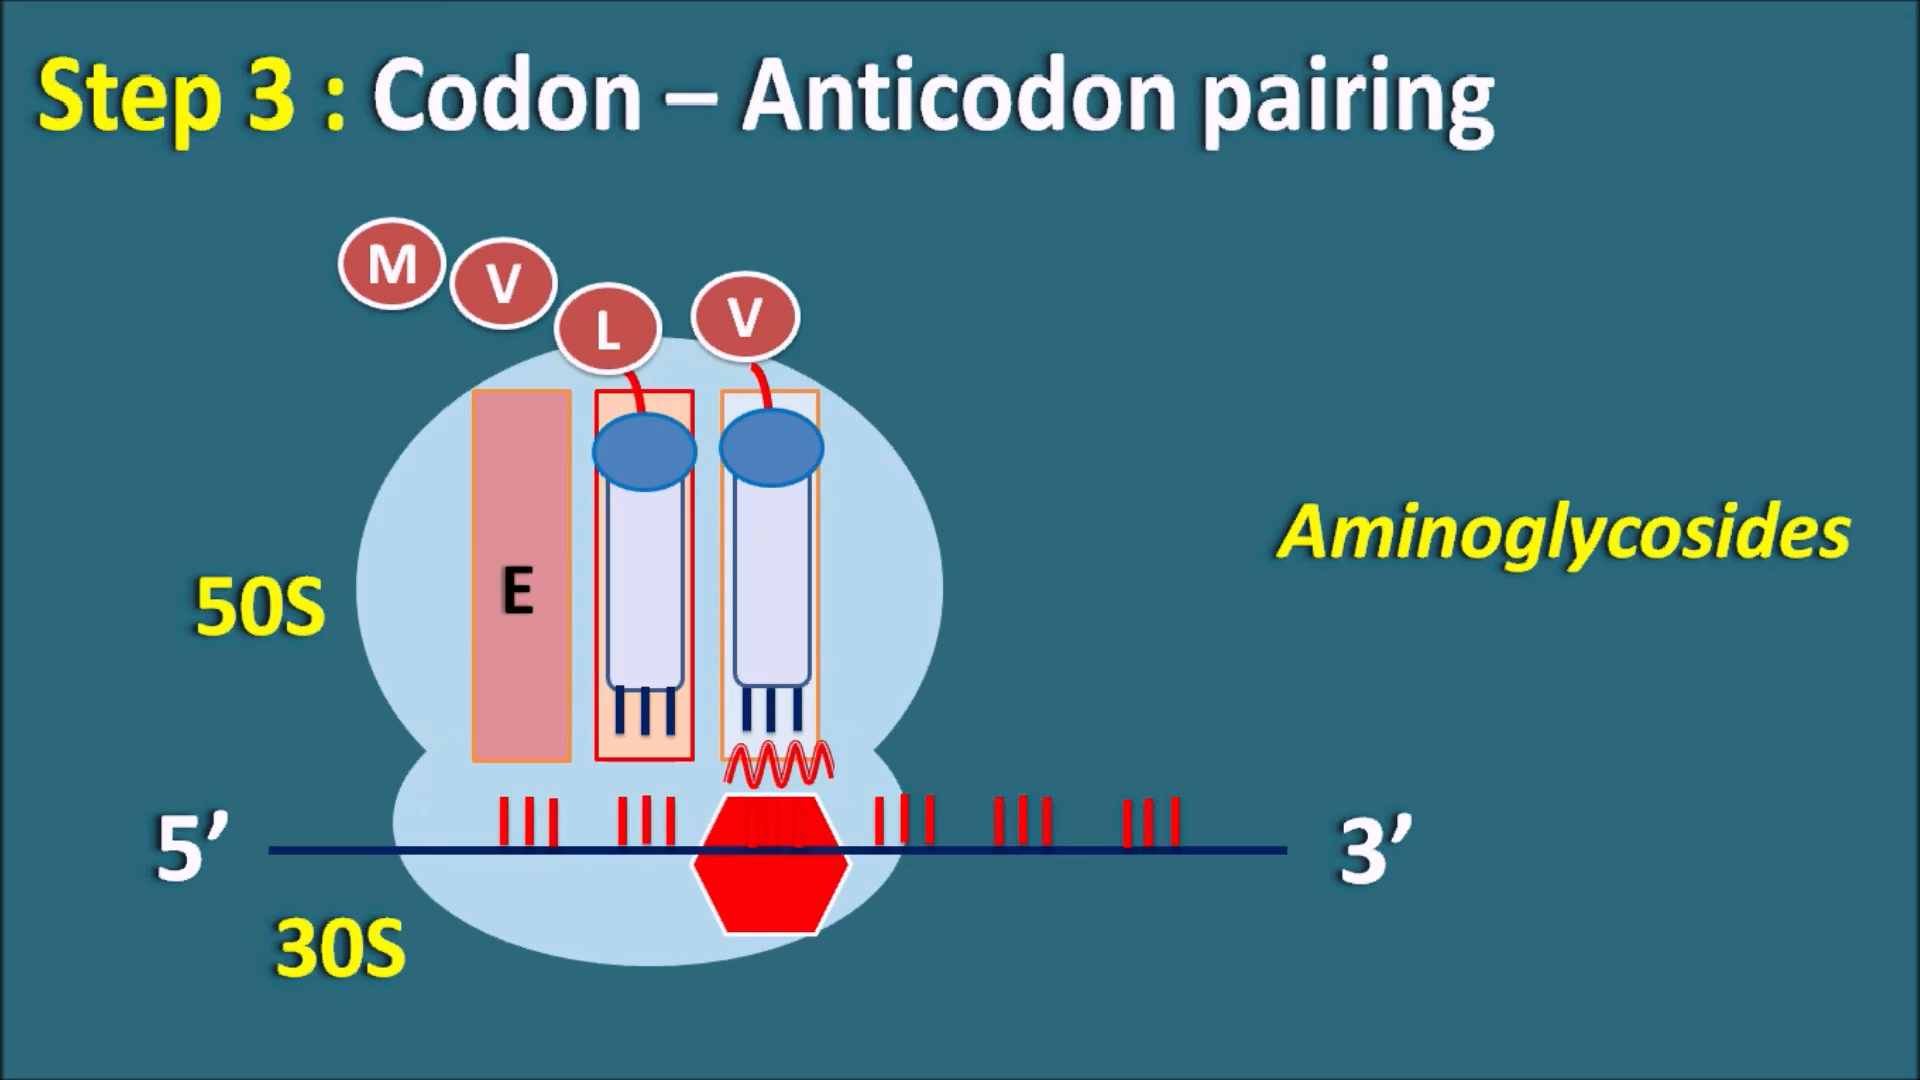 Step 3 : Codon – Anticodon pairing
M
V
L
V
E
50S
Aminoglycosides
5’
3’
30S